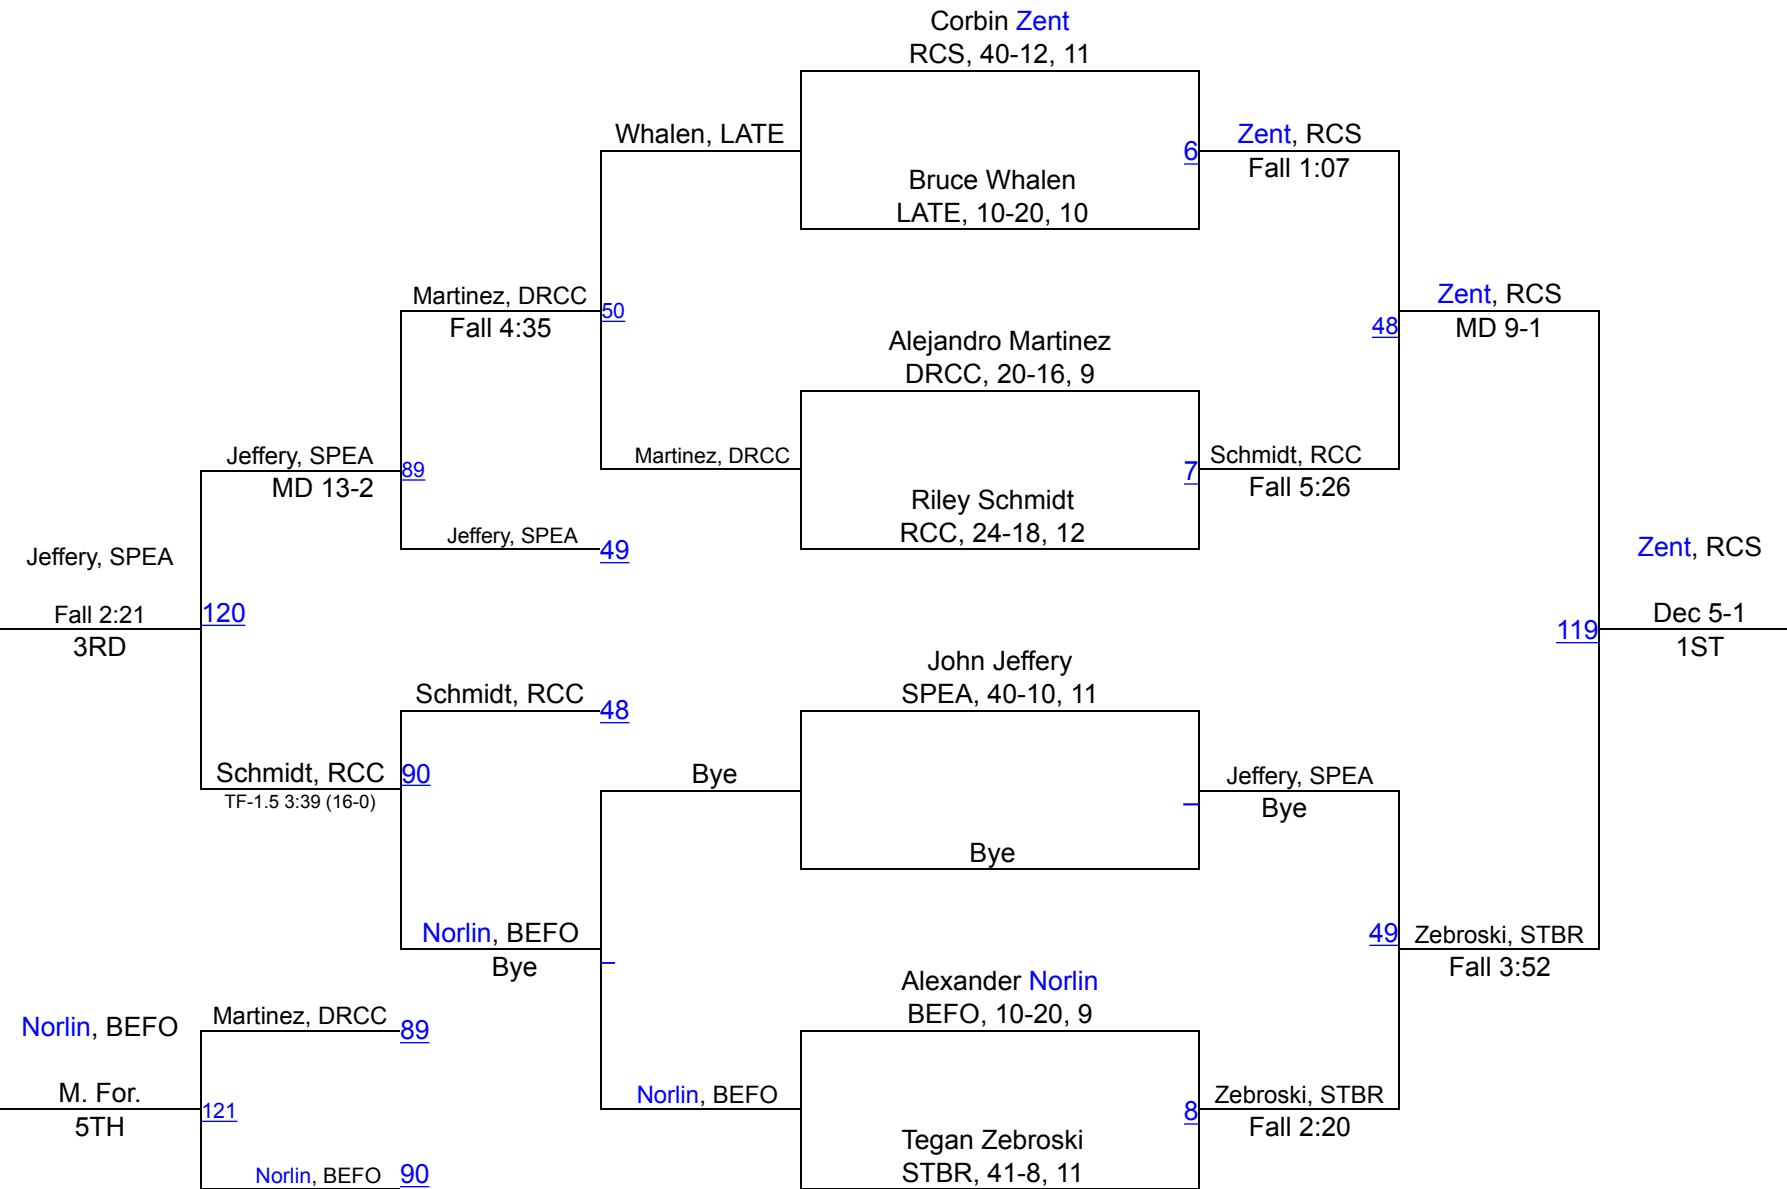 Corbin Zent
RCS, 40-12, 11
Whalen, LATE
6
Zent, RCS
Fall 1:07
Bruce Whalen
LATE, 10-20, 10
Martinez, DRCC
Fall 4:35
50
Zent, RCS
MD 9-1
48
Alejandro Martinez
DRCC, 20-16, 9
Jeffery, SPEA
MD 13-2
89
Martinez, DRCC
7
Schmidt, RCC
Fall 5:26
Riley Schmidt
RCC, 24-18, 12
Jeffery, SPEA
49
Jeffery, SPEA
Fall 2:21
3RD
120
Zent, RCS
Dec 5-1
1ST
119
John Jeffery
SPEA, 40-10, 11
Schmidt, RCC
48
Schmidt, RCC
TF-1.5 3:39 (16-0)
90
Bye
Jeffery, SPEA
Bye
Bye
Norlin, BEFO
Bye
49
Zebroski, STBR
Fall 3:52
Alexander Norlin
BEFO, 10-20, 9
Norlin, BEFO
M. For.
5TH
Martinez, DRCC
89
121
Norlin, BEFO
8
Zebroski, STBR
Fall 2:20
Tegan Zebroski
STBR, 41-8, 11
Norlin, BEFO
90